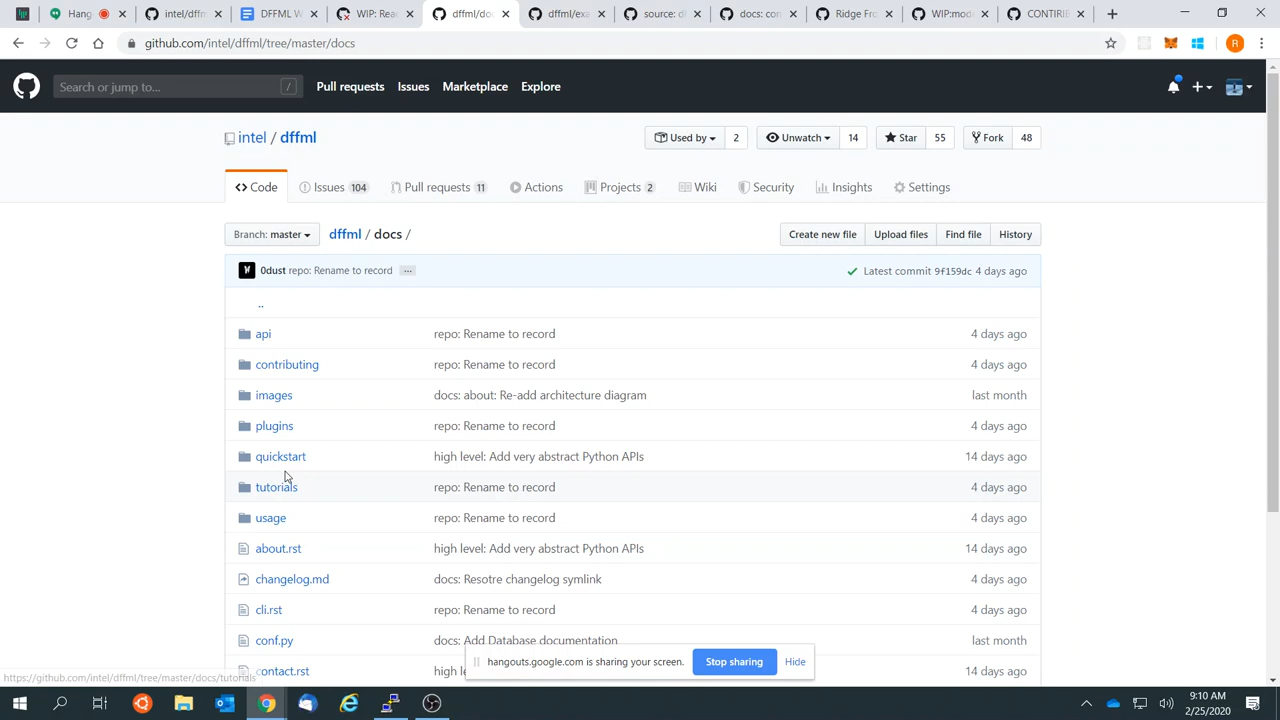 Hang
intel/dffm
DFFML W
WIP: Rea
dffml/doc
dffml/exa
source: d
docs: con
Ridge Fro
WIP:mod
CONTIRIB
github.com/intel/dffml/tree/master/docs
R
Search or jump to...
/
Pull requests
Issues
Marketplace
Explore
intel / dffml
Used by 2
Unwatch 14
Star 55
Fork 48
Code
Issues 104
Pull requests 11
Actions
Projects 2
Wiki
Security
Insights
Settings
Branch: master
dffml / docs /
Create new file
Upload files
Find file
History
0dust repo: Rename to record ...
Latest commit 9f159dc 4 days ago
..
api repo: Rename to record 4 days ago
contributing repo: Rename to record 4 days ago
images docs: about: Re-add architecture diagram last month
plugins repo: Rename to record 4 days ago
quickstart high level: Add very abstract Python APIs 14 days ago
tutorials repo: Rename to record 4 days ago
usage repo: Rename to record 4 days ago
about.rst high level: Add very abstract Python APIs 14 days ago
changelog.md docs: Resotre changelog symlink 4 days ago
cli.rst repo: Rename to record 4 days ago
conf.py docs: Add Database documentation last month
contact.rst high le 14 days ago
hangouts.google.com is sharing your screen.
Stop sharing
Hide
https://github.com/intel/dffml/tree/master/docs/tutorials
9:10 AM
2/25/2020